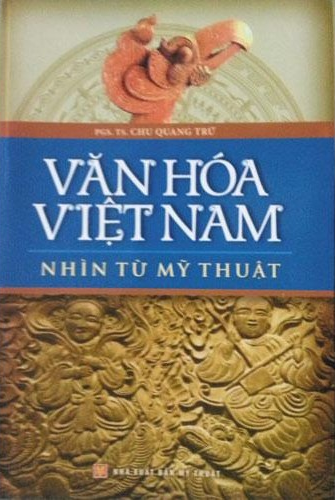 PGS. TS. CHU QUANG TRỨ
VĂN HÓA
VIỆT NAM
NHÌN TỪ MỸ THUẬT
NHÀ XUẤT BẢN MỸ THUẬT